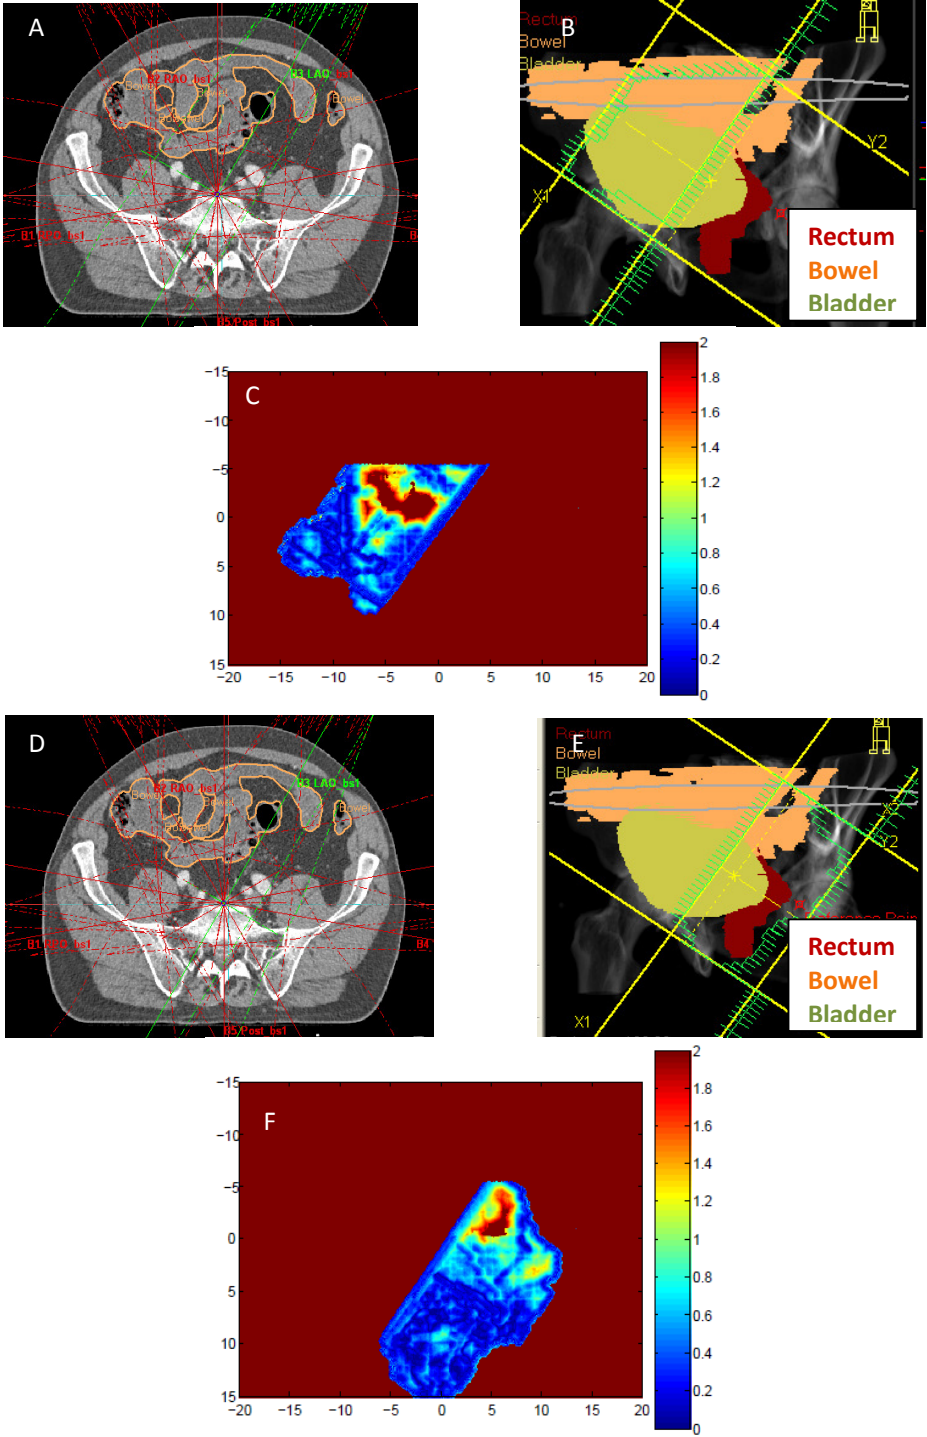 A
B2 RAO_bs1
B3 LAO_bs1
Bowel
Bowel
Bowel
B5 Post_bs1
B
Rectum
Bowel
Bladder
X1
Y2
Rectum
Bowel
Bladder
C
−15
−10
−5
0
5
10
15
−20 −15 −10 −5 0 5 10 15 20
2
1.8
1.6
1.4
1.2
1
0.8
0.6
0.4
0.2
0
D
B2 RAO_bs1
B3 LAO_bs1
Bowel
Bowel
Bowel
Bowel
B4
B5 Post_bs1
E
Rectum
Bowel
Bladder
Y2
X1
Rectum
Bowel
Bladder
F
−15
−10
−5
0
5
10
15
−20 −15 −10 −5 0 5 10 15 20
2
1.8
1.6
1.4
1.2
1
0.8
0.6
0.4
0.2
0